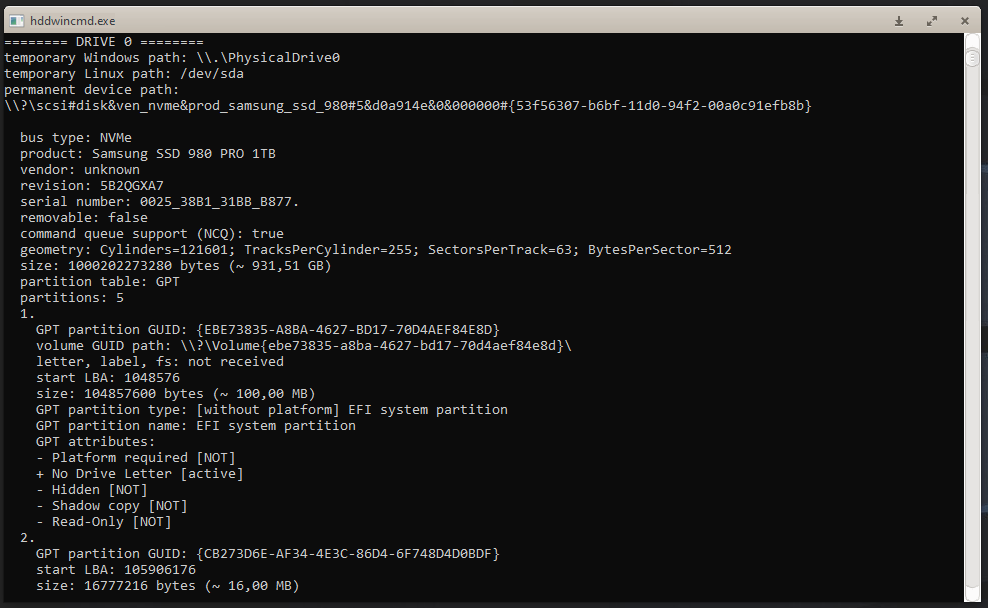 hddwincmd.exe
======== DRIVE 0 ========
temporary Windows path: \\.\PhysicalDrive0
temporary Linux path: /dev/sda
permanent device path:
\\?\scsi#disk&ven_nvme&prod_samsung_ssd_980#5&d0a914e&0&000000#{53f56307-b6bf-11d0-94f2-00a0c91efb8b}
bus type: NVMe
product: Samsung SSD 980 PRO 1TB
vendor: unknown
revision: 5B2QGXA7
serial number: 0025_38B1_31BB_B877.
removable: false
command queue support (NCQ): true
geometry: Cylinders=121601; TracksPerCylinder=255; SectorsPerTrack=63; BytesPerSector=512
size: 1000202273280 bytes (~ 931,51 GB)
partition table: GPT
partitions: 5
1.
GPT partition GUID: {EBE73835-A8BA-4627-BD17-70D4AEF84E8D}
volume GUID path: \\?\Volume{ebe73835-a8ba-4627-bd17-70d4aef84e8d}\
letter, label, fs: not received
start LBA: 1048576
size: 104857600 bytes (~ 100,00 MB)
GPT partition type: [without platform] EFI system partition
GPT partition name: EFI system partition
GPT attributes:
- Platform required [NOT]
+ No Drive Letter [active]
- Hidden [NOT]
- Shadow copy [NOT]
- Read-Only [NOT]
2.
GPT partition GUID: {CB273D6E-AF34-4E3C-86D4-6F748D4D0BDF}
start LBA: 105906176
size: 16777216 bytes (~ 16,00 MB)